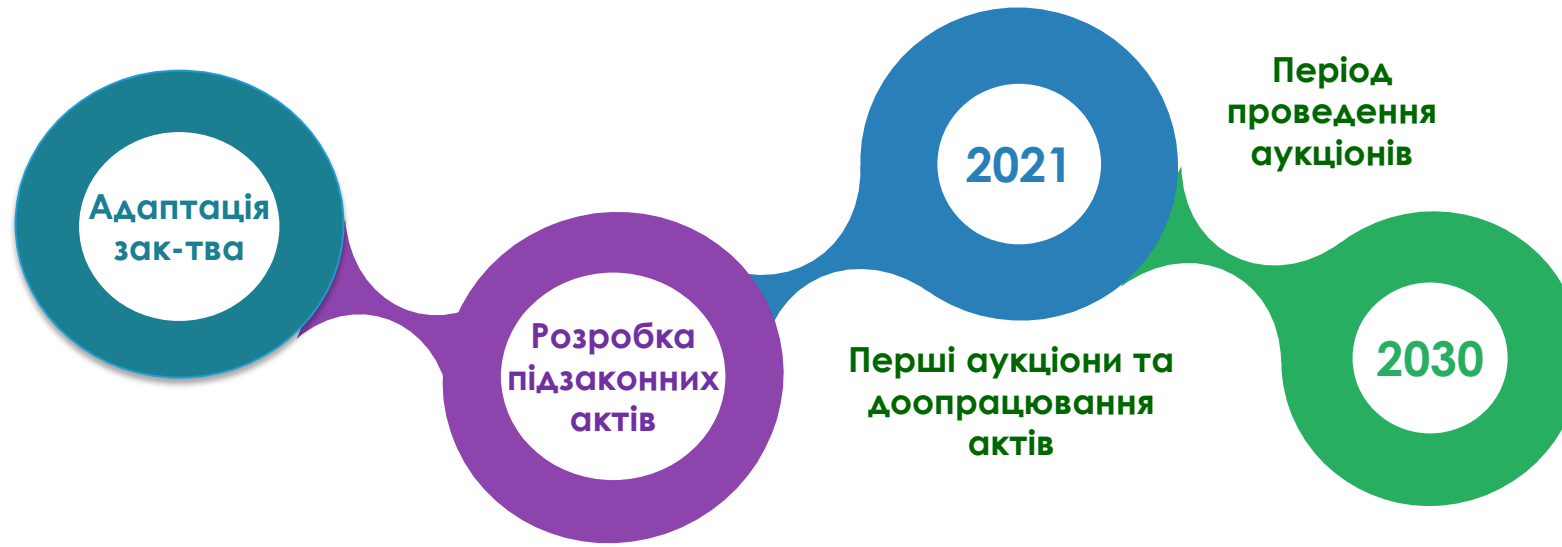 Адаптація
зак-тва
Розробка
підзаконних
актів
2021
Перші аукціони та
доопрацювання
актів
Період
проведення
аукціонів
2030